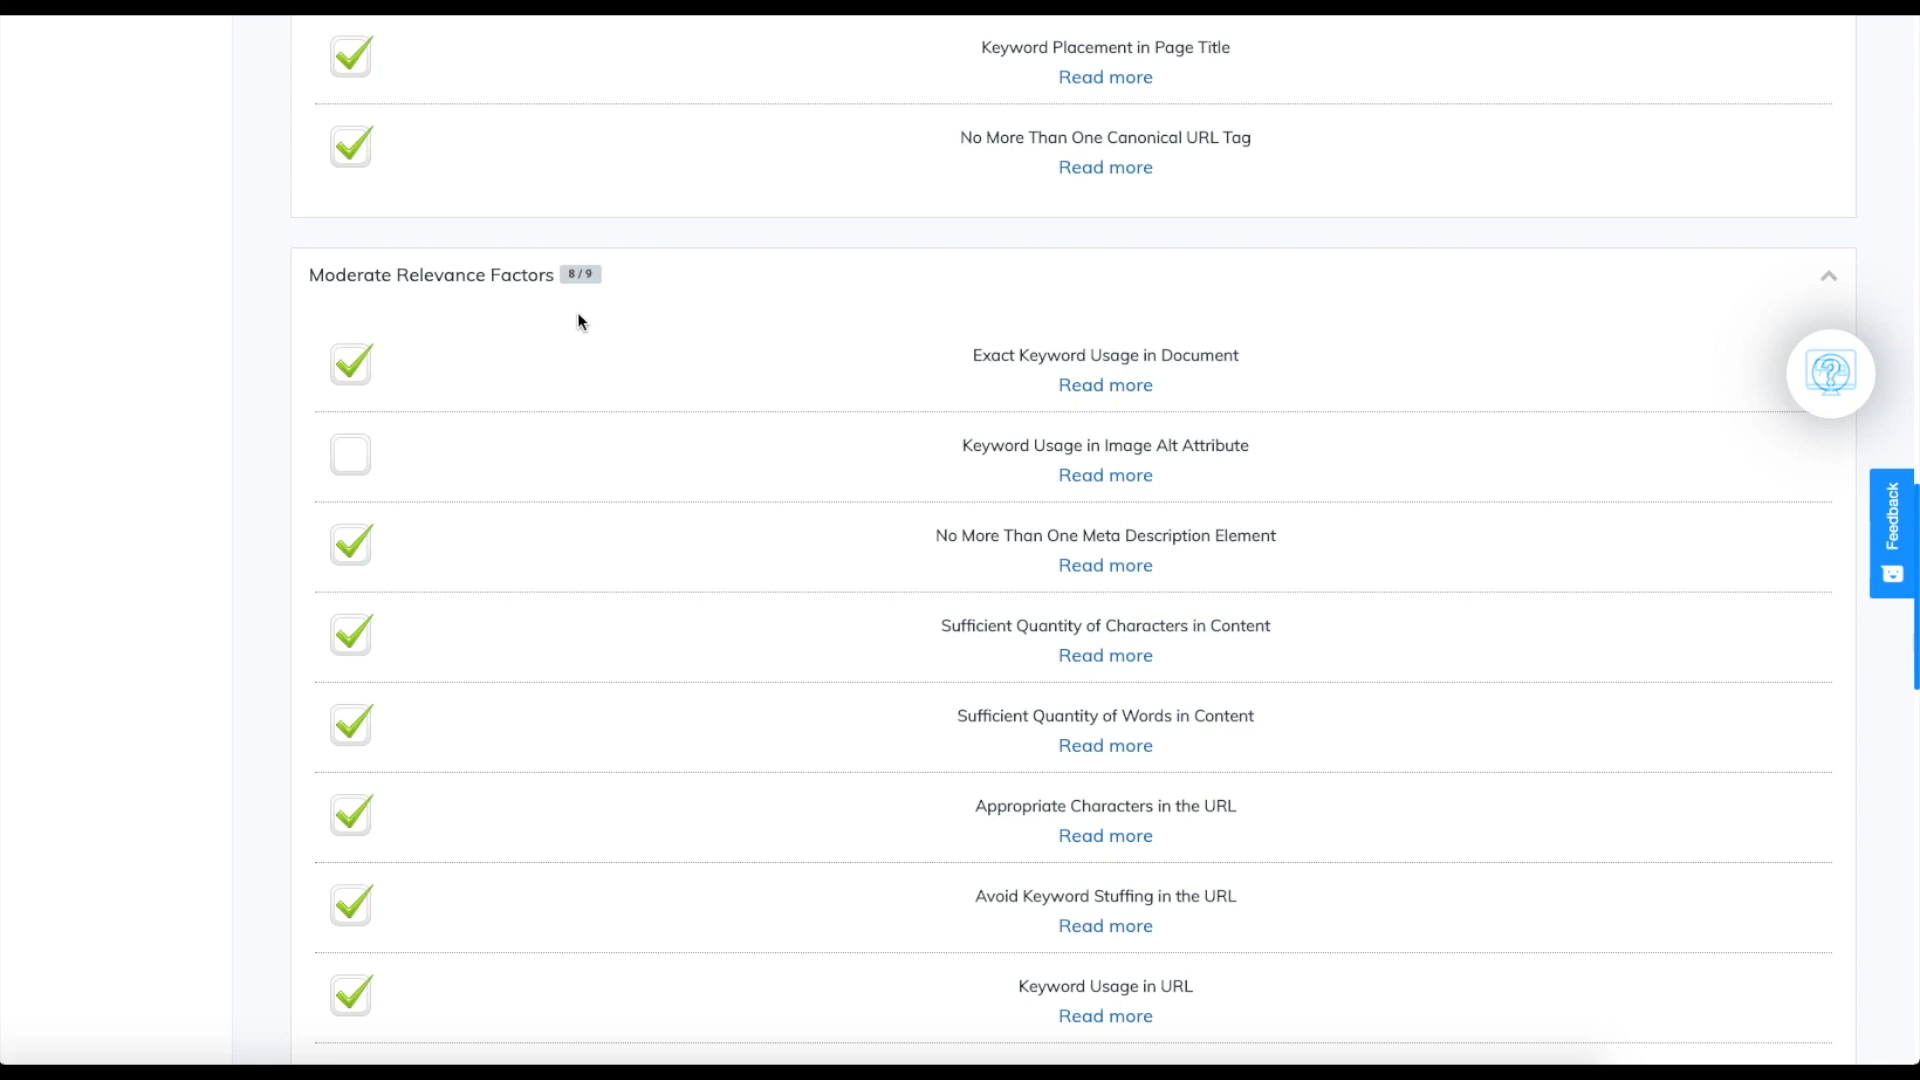 Keyword Placement in Page Title
Read more
No More Than One Canonical URL Tag
Read more
Moderate Relevance Factors 8/9
Exact Keyword Usage in Document
Read more
Keyword Usage in Image Alt Attribute
Read more
No More Than One Meta Description Element
Read more
Sufficient Quantity of Characters in Content
Read more
Sufficient Quantity of Words in Content
Read more
Appropriate Characters in the URL
Read more
Avoid Keyword Stuffing in the URL
Read more
Keyword Usage in URL
Read more
?
Feedback